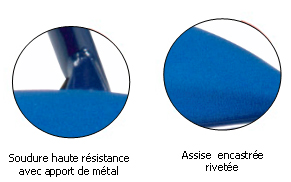 Soudure haute résistance
avec apport de métal
Assise encastrée
rivetée